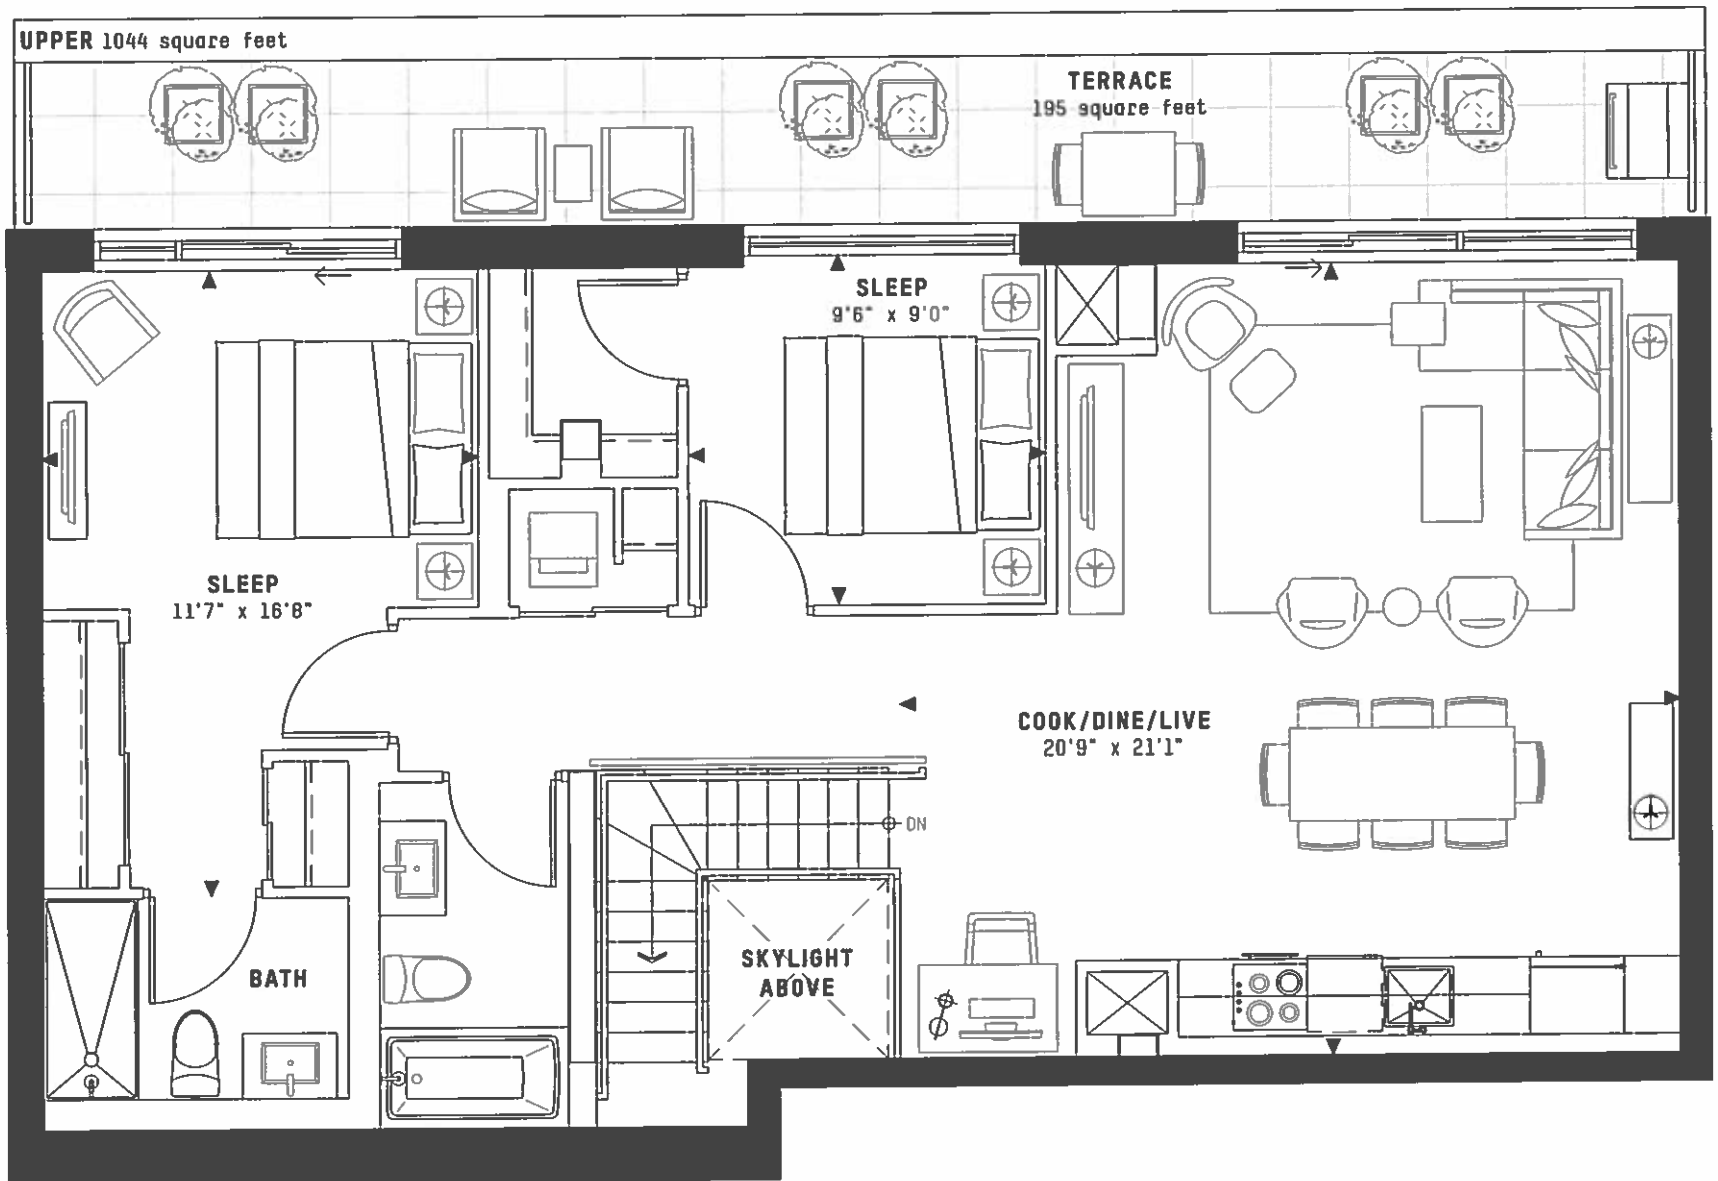 UPPER 1044 square feet
TERRACE
195 square feet
SLEEP
9'6" x 9'0"
SLEEP
11'7" x 16'8"
COOK/DINE/LIVE
20'9" x 21'1"
DN
SKYLIGHT
ABOVE
BATH